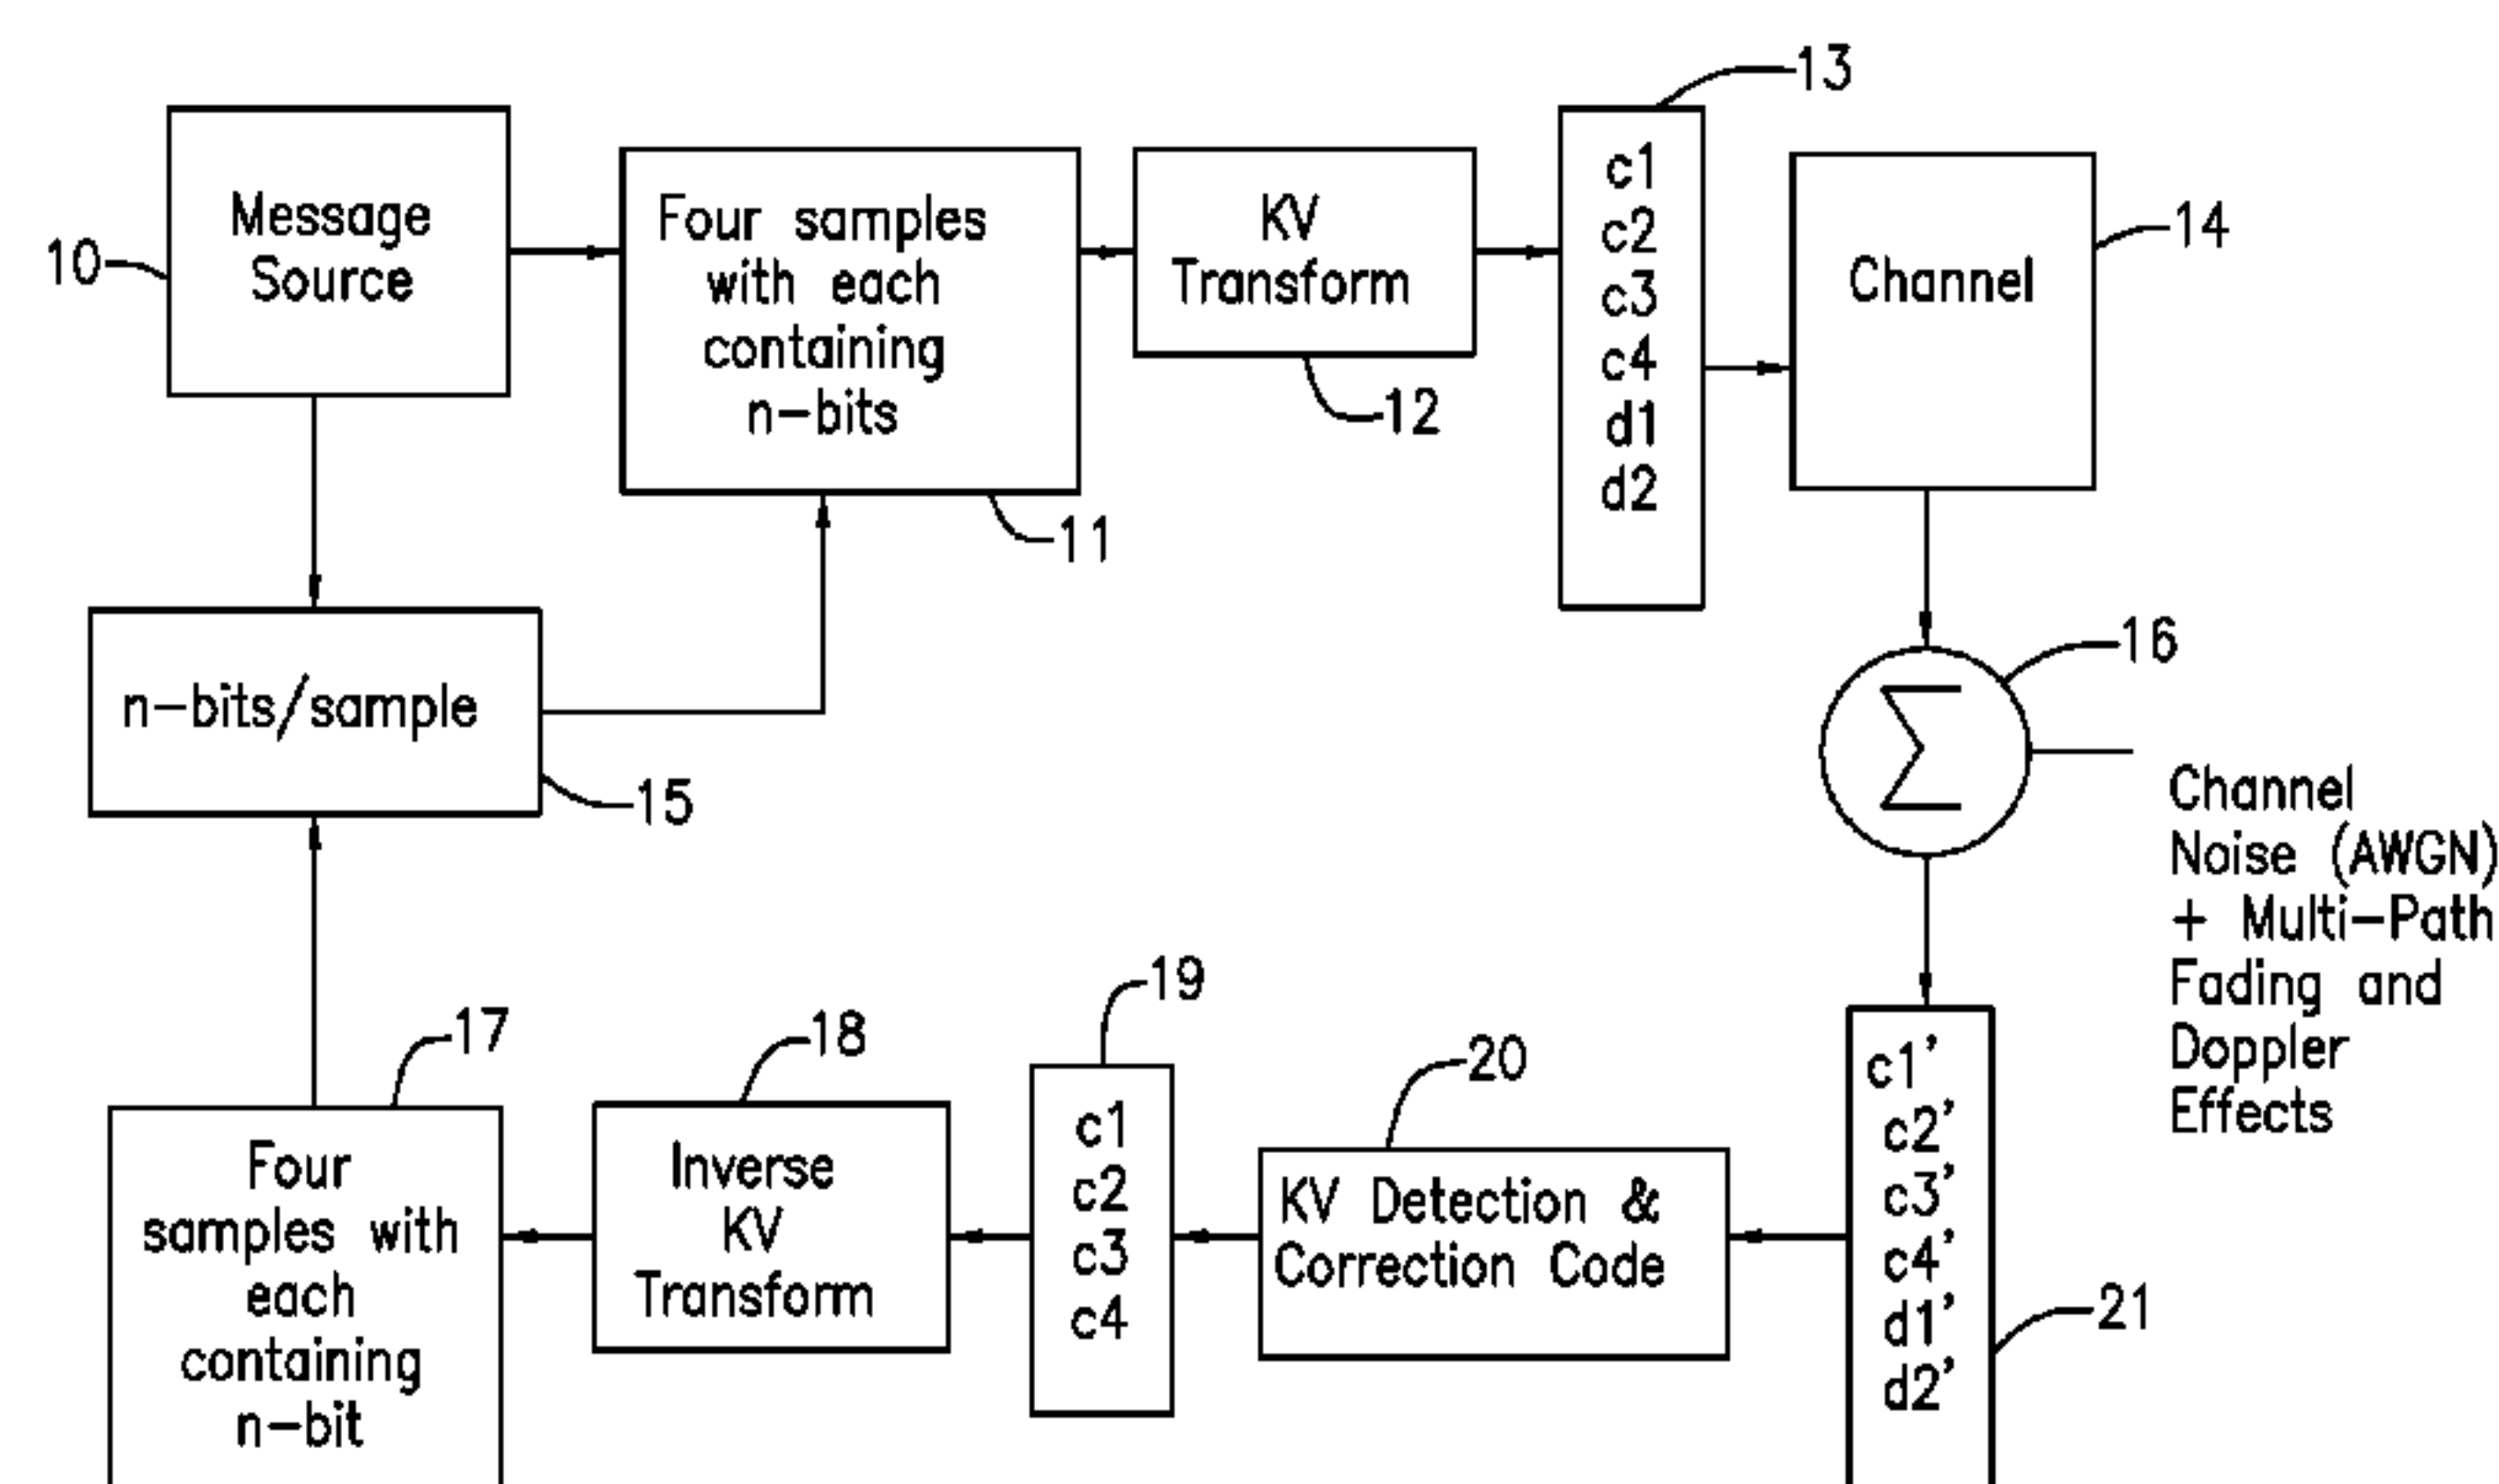 13
Message
Source
10
Four samples
with each
containing
n-bits
11
KV
Transform
12
c1
c2
c3
c4
d1
d2
Channel
14
n-bits/sample
15
16
Σ
Channel
Noise (AWGN)
+ Multi-Path
Fading and
Doppler
Effects
17
Four
samples with
each
containing
n-bit
18
Inverse
KV
Transform
19
c1
c2
c3
c4
20
KV Detection &
Correction Code
c1'
c2'
c3'
c4'
d1'
d2'
21